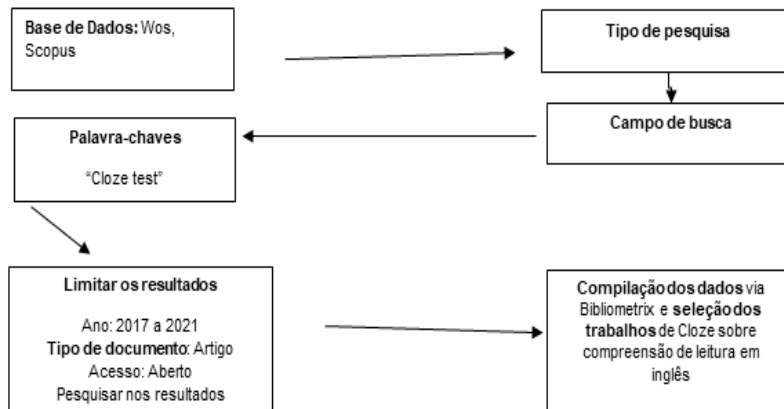 Base de Dados: Wos,
Scopus
Tipo de pesquisa
Campo de busca
Palavra-chaves
“Cloze test”
Limitar os resultados
Ano: 2017 a 2021
Tipo de documento: Artigo
Acesso: Aberto
Pesquisar nos resultados
Compilação dos dados via
Bibliometrix e seleção dos
trabalhos de Cloze sobre
compreensão de leitura em
inglês